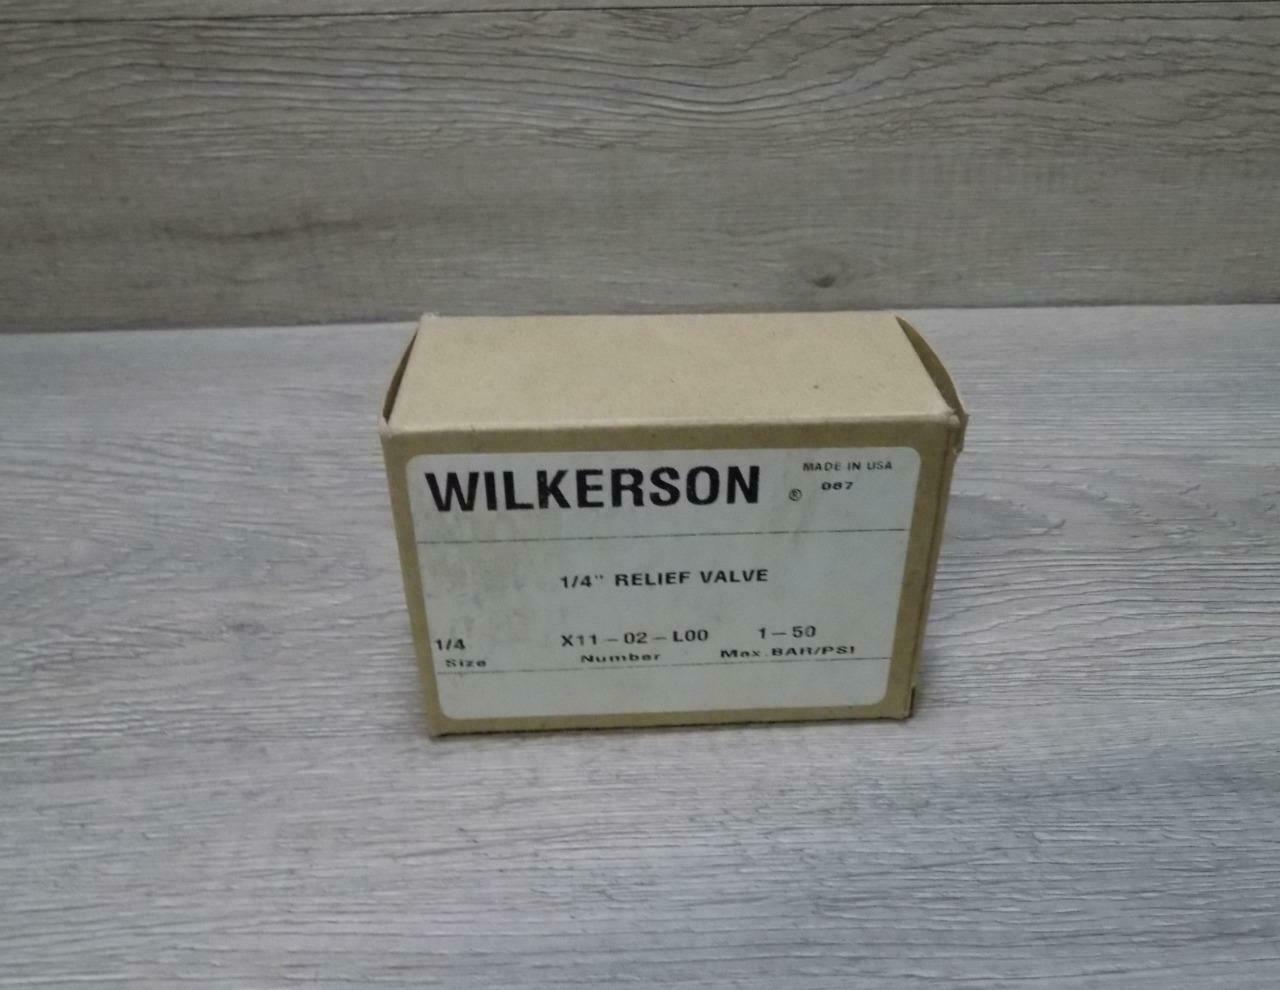 WILKERSON ®
MADE IN USA
087
1/4" RELIEF VALVE
1/4 X11-02-L00 1-50
Size Number Max. BAR/PSI